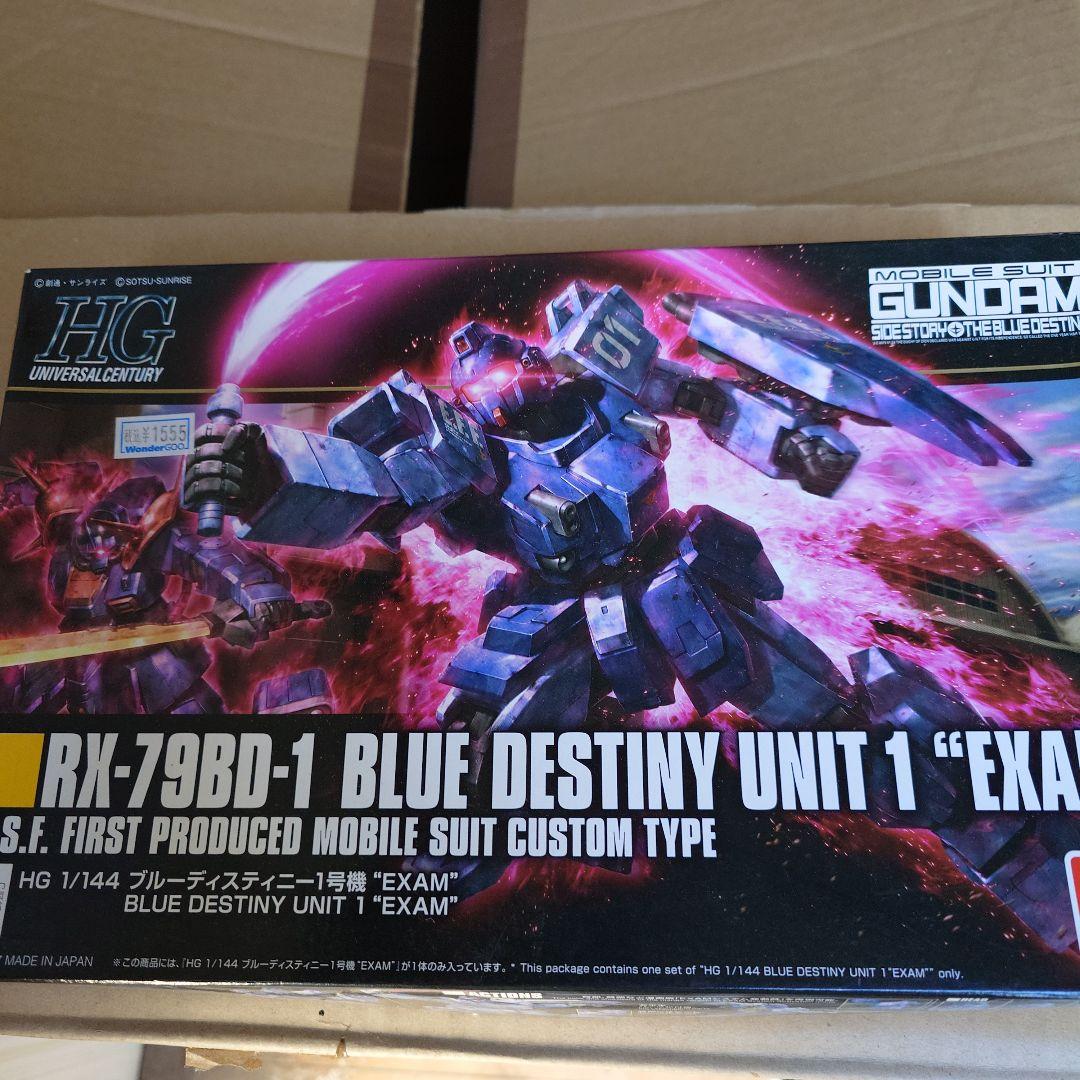 ©創通・サンライズ ©SOTSU・SUNRISE
HG
UNIVERSAL CENTURY
税込¥1555
WonderGOO
MOBILE SUIT
GUNDAM
SIDE STORY THE BLUE DESTIN
01
E.F.F
RX-79BD-1 BLUE DESTINY UNIT 1 “EXA
.S.F. FIRST PRODUCED MOBILE SUIT CUSTOM TYPE
HG 1/144 ブルーディスティニー1号機 “EXAM”
BLUE DESTINY UNIT 1 “EXAM”
MADE IN JAPAN
※この商品には、「HG 1/144 ブルーディスティニー1号機“EXAM”」が1体のみ入っています。* This package contains one set of “HG 1/144 BLUE DESTINY UNIT 1“EXAM”” only.
ACTIONS